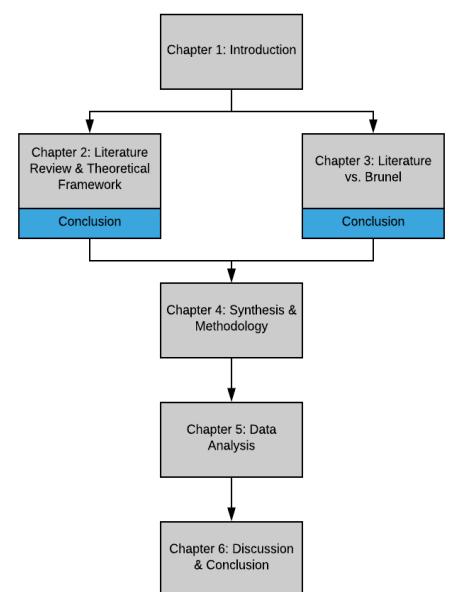 Chapter 1: Introduction
Chapter 2: Literature
Review & Theoretical
Framework
Conclusion
Chapter 3: Literature
vs. Brunel
Conclusion
Chapter 4: Synthesis &
Methodology
Chapter 5: Data
Analysis
Chapter 6: Discussion
& Conclusion